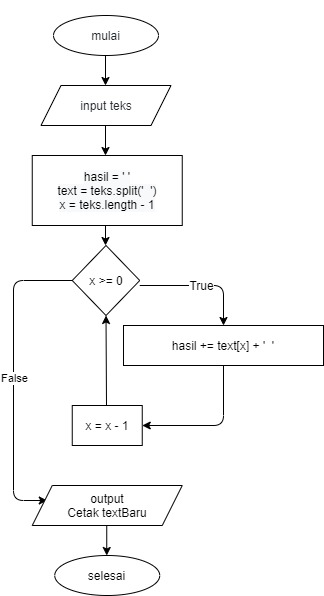 mulai
input teks
hasil = ' '
text = teks.split('  ')
x = teks.length - 1
x >= 0
True
hasil += text[x] + '  '
False
x = x - 1
output
Cetak textBaru
selesai